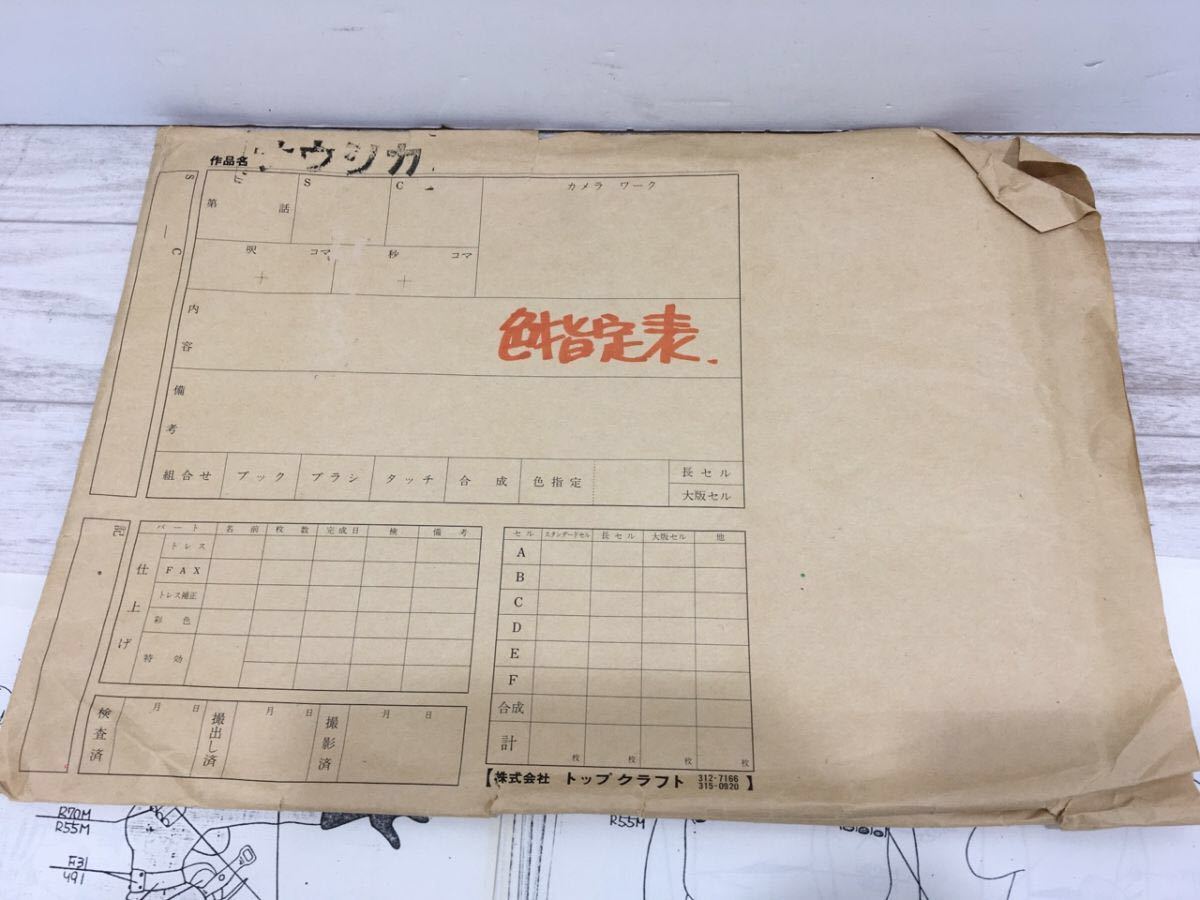 作品名 ナウシカ
S — C
第 話 S C カメラ ワーク
呎 コマ 秒 コマ
+ +
内容 色指定表.
備考
組合せ ブック ブラシ タッチ 合成 色指定 長セル
大版セル
記
パート 名前 枚数 完成日 検 備考
仕上げ
トレス
FAX
トレス補正
彩色
特効
セル スタンダードセル 長セル 大版セル 他
A
B
C
D
E
F
合成
計 枚 枚 枚 枚
検査済 月 日 撮出し済 月 日 撮影済 月 日
【株式会社 トップクラフト 312-7166
315-0920】
R70M
R55M
F31
491
R55M